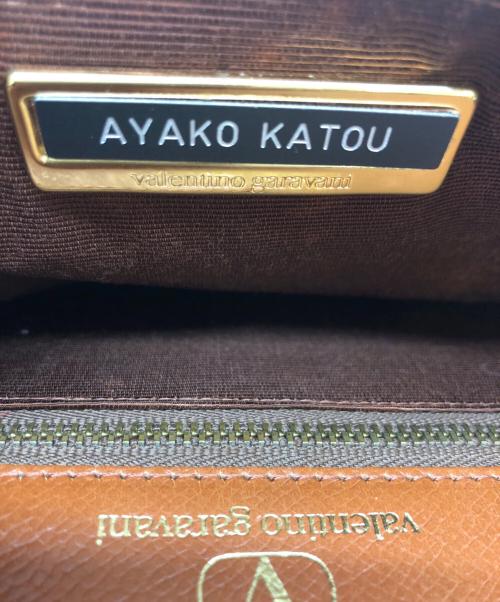 AYAKO KATOU
valentino garavani
valentino garavani
V